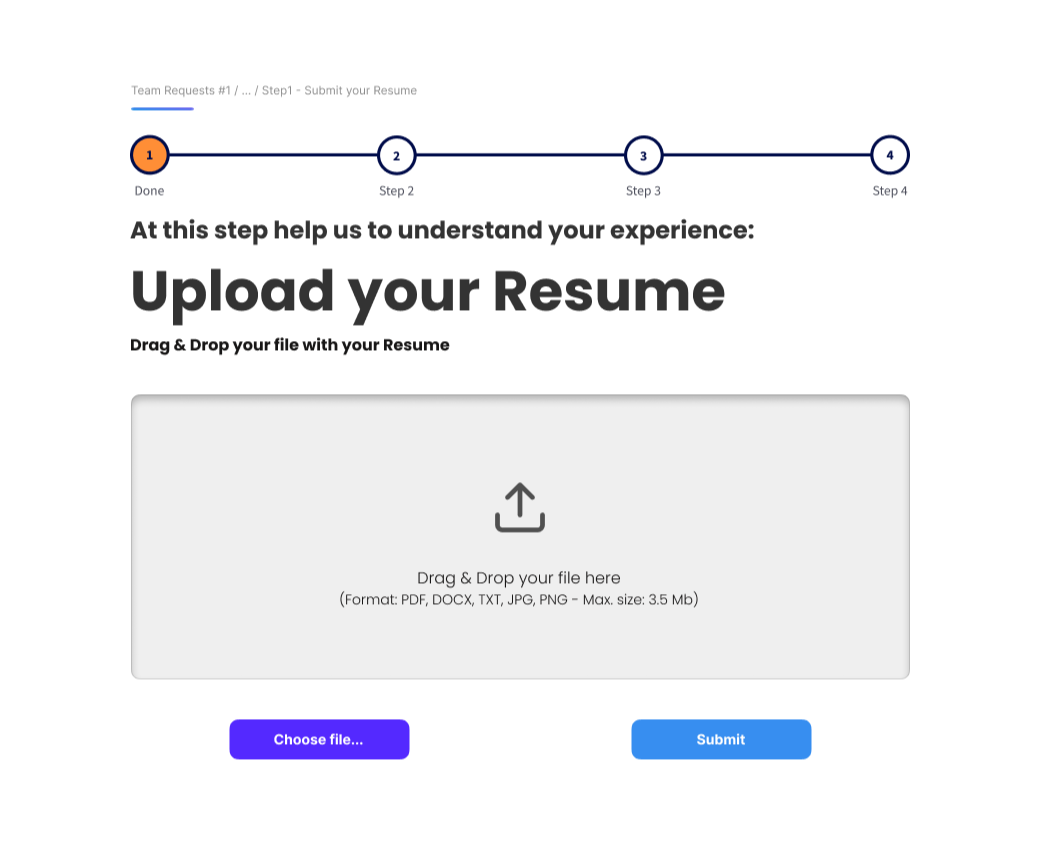 Team Requests #1 / ... / Step1 - Submit your Resume
1 2 3 4
Done Step 2 Step 3 Step 4
At this step help us to understand your experience:
Upload your Resume
Drag & Drop your file with your Resume
Drag & Drop your file here
(Format: PDF, DOCX, TXT, JPG, PNG - Max. size: 3.5 Mb)
Choose file... Submit